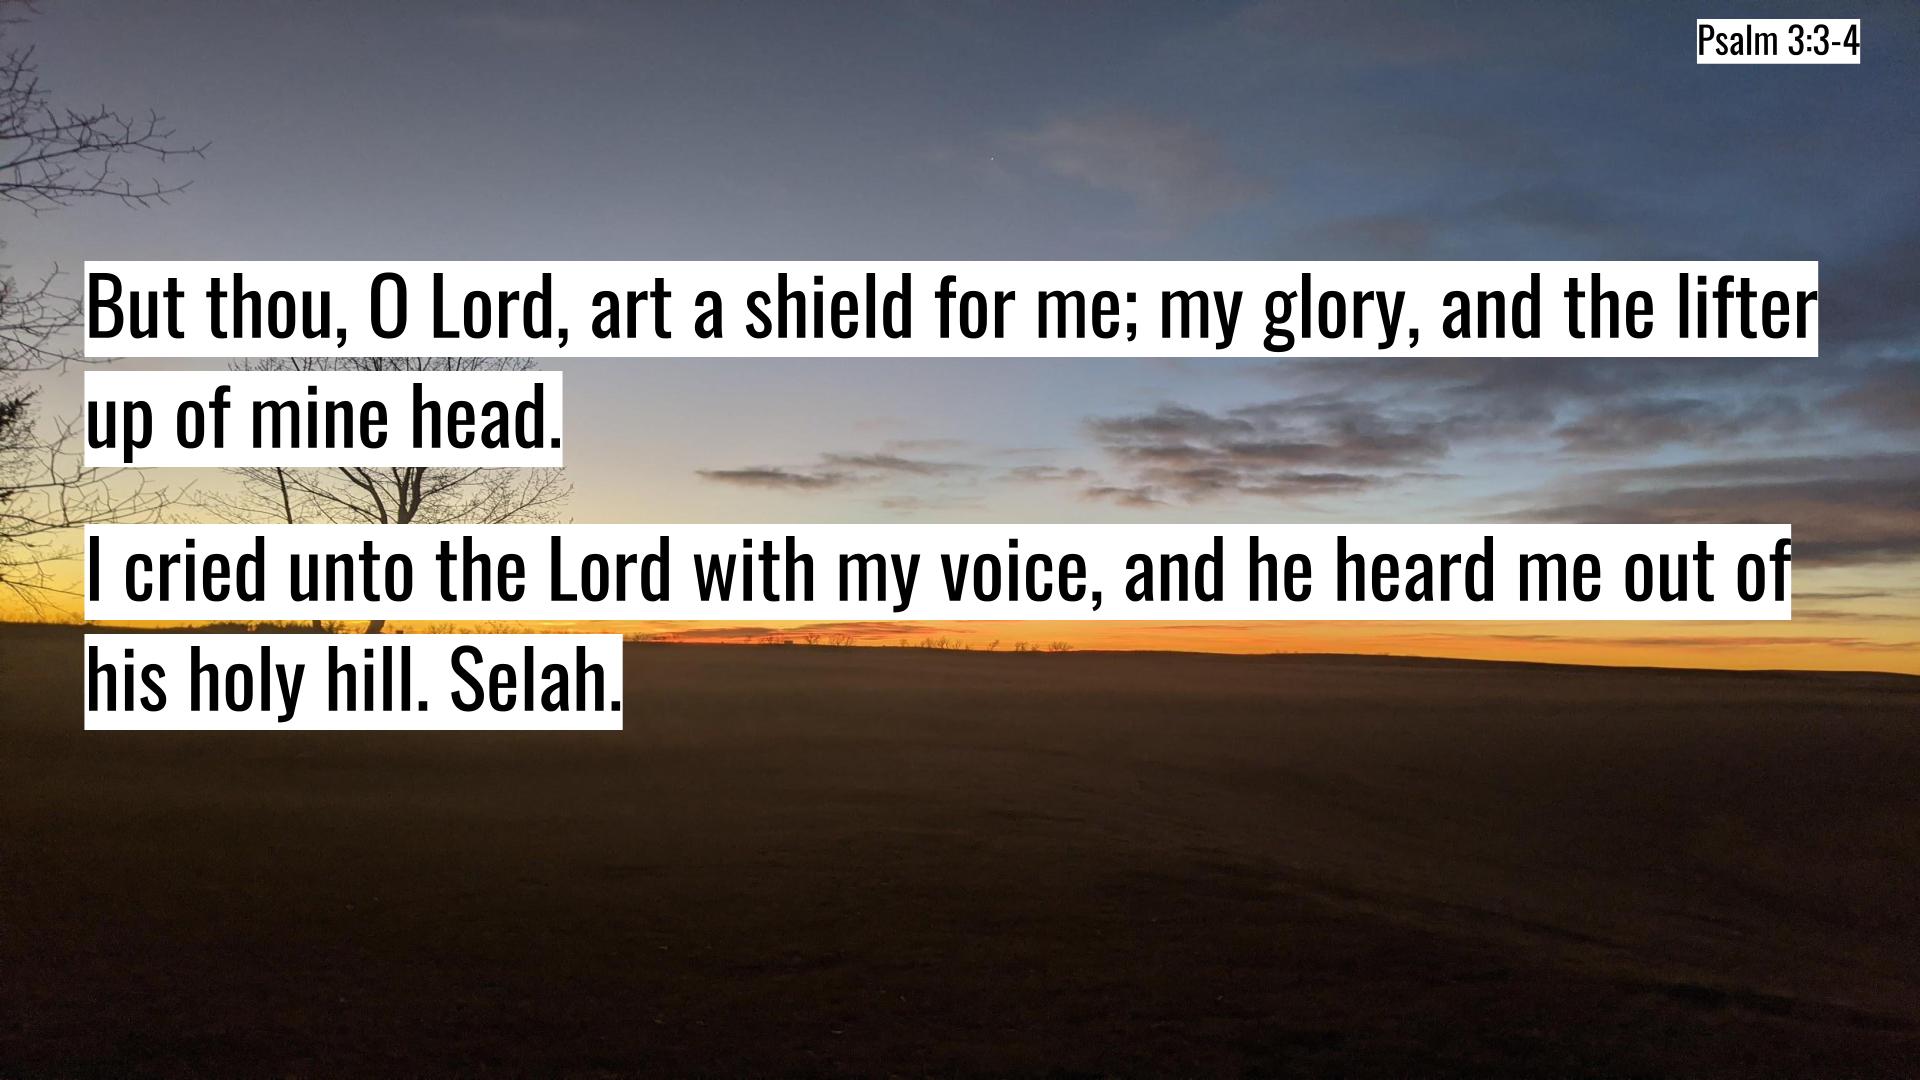 Psalm 3:3-4
But thou, O Lord, art a shield for me; my glory, and the lifter
up of mine head.
I cried unto the Lord with my voice, and he heard me out of
his holy hill. Selah.